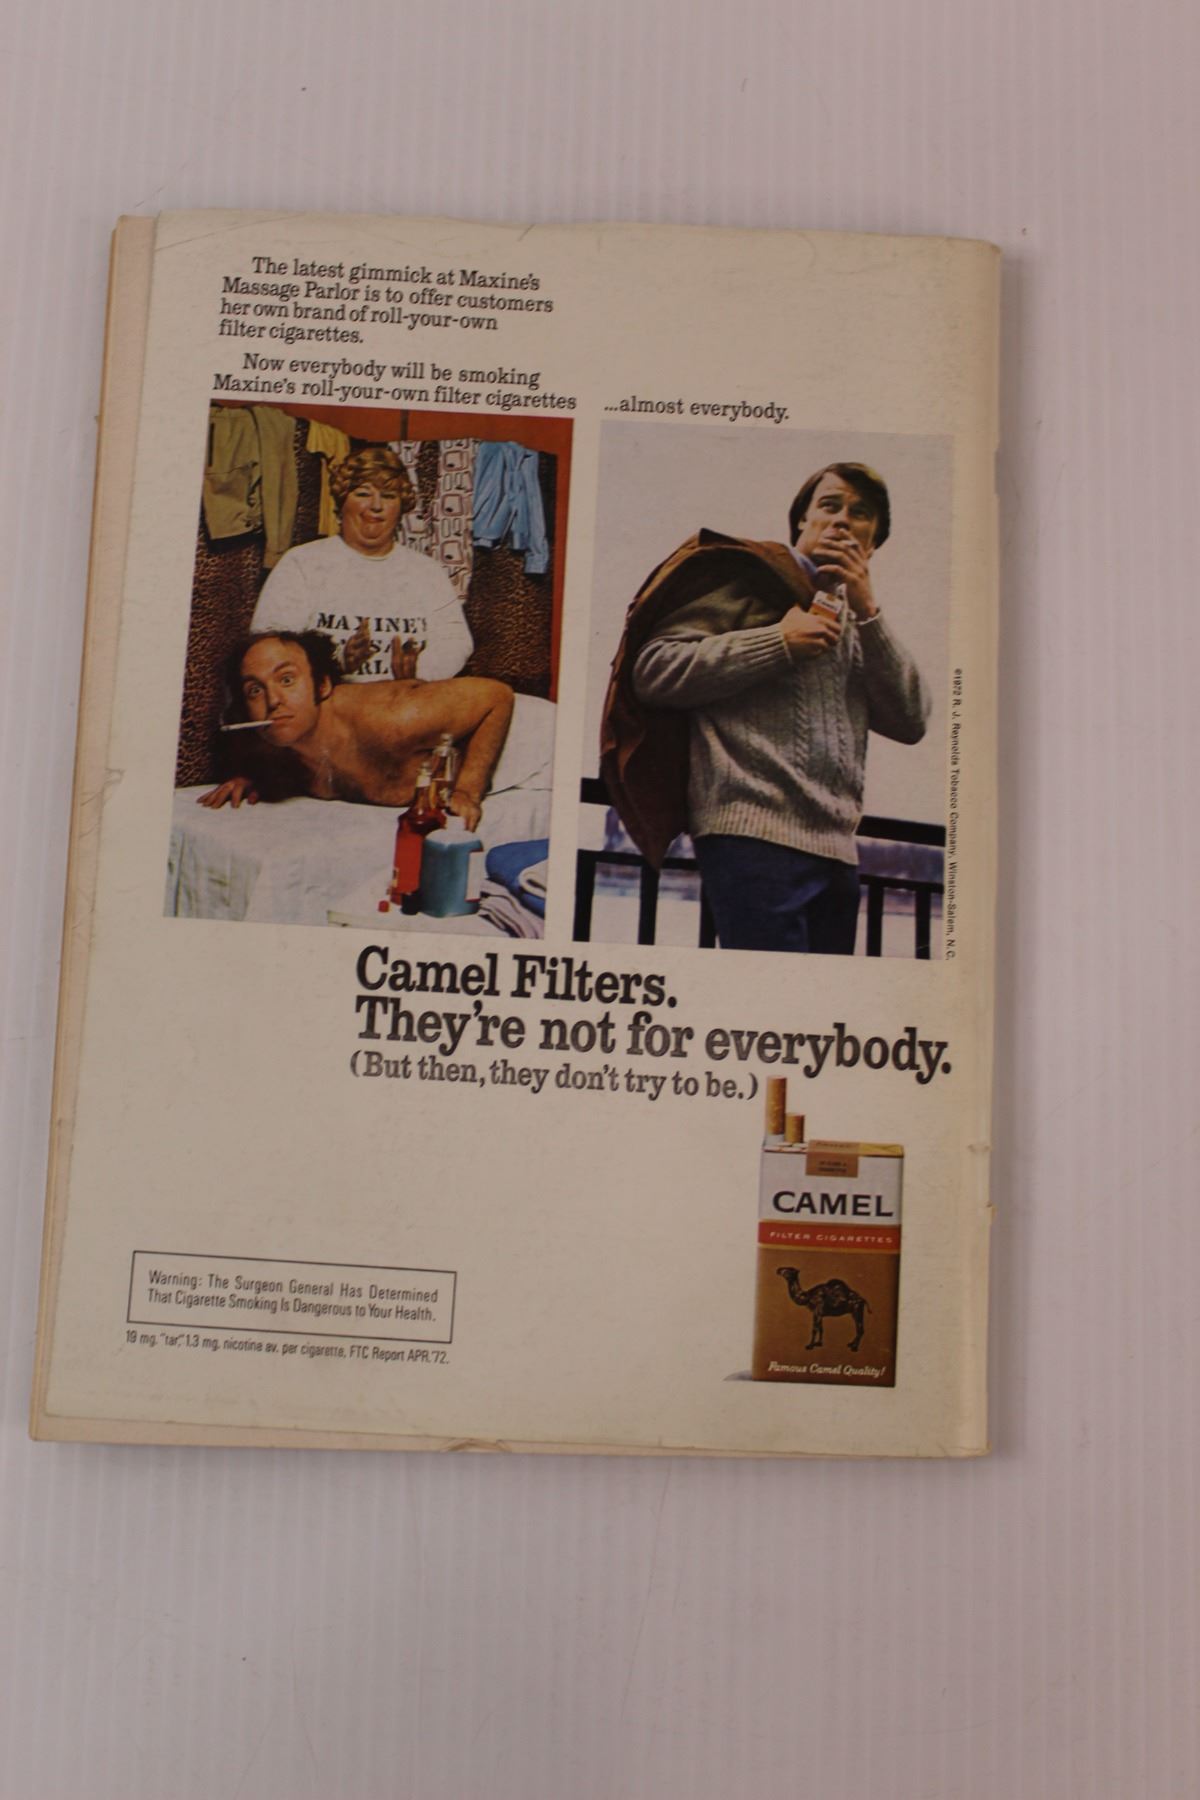 The latest gimmick at Maxine's
Massage Parlor is to offer customers
her own brand of roll-your-own
filter cigarettes.
Now everybody will be smoking
Maxine's roll-your-own filter cigarettes
...almost everybody.
MAXINE'S
©1972 R. J. Reynolds Tobacco Company, Winston-Salem, N.C.
Camel Filters.
They're not for everybody.
(But then, they don't try to be.)
CAMEL
FILTER CIGARETTES
Famous Camel Quality!
Warning: The Surgeon General Has Determined
That Cigarette Smoking Is Dangerous to Your Health.
19 mg. "tar," 1.3 mg. nicotine av. per cigarette, FTC Report APR.'72.